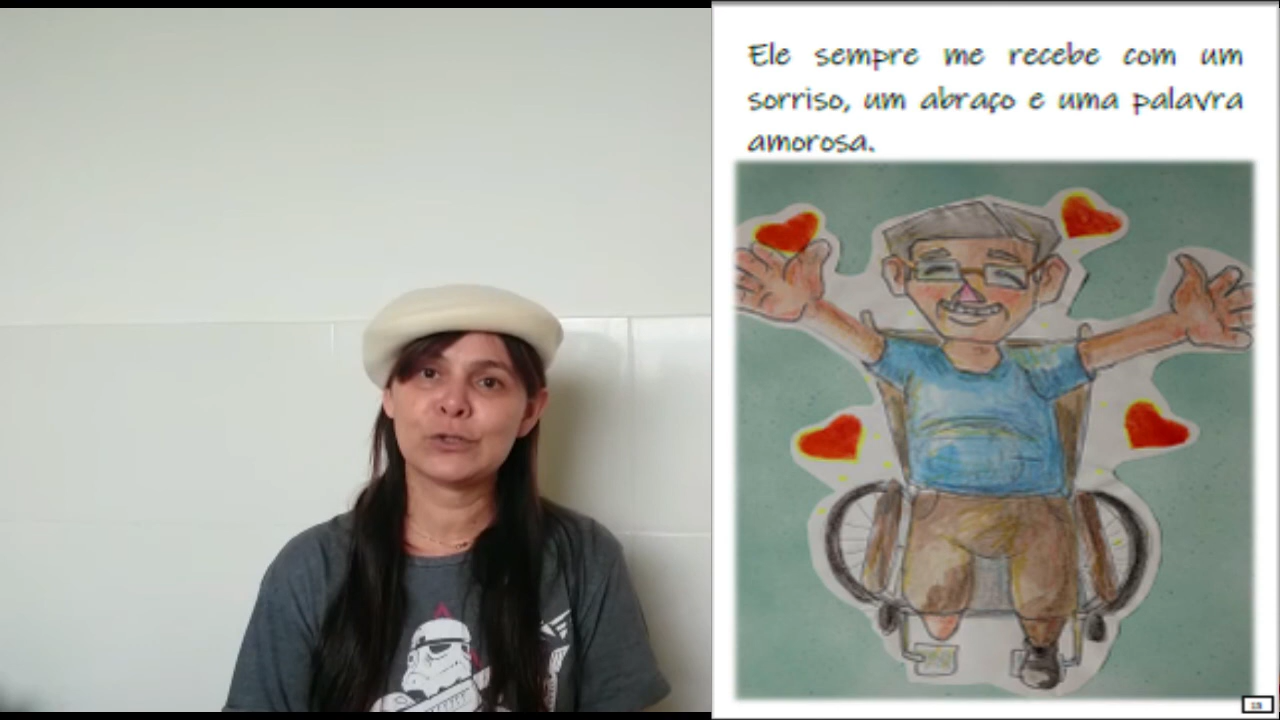 Ele sempre me recebe com um
sorriso, um abraço e uma palavra
amorosa.